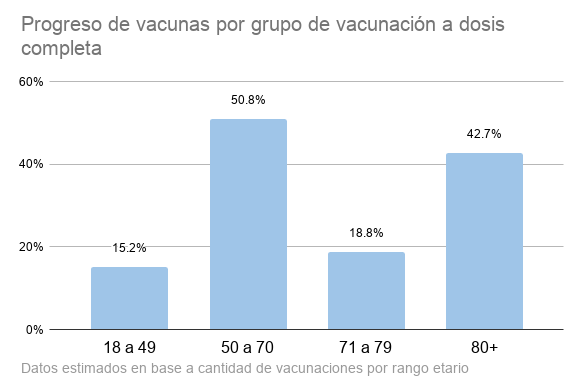 Progreso de vacunas por grupo de vacunación a dosis
completa
60%
50.8%
42.7%
40%
18.8%
20%
15.2%
0%
18 a 49
50 a 70
71 a 79
80+
Datos estimados en base a cantidad de vacunaciones por rango etario